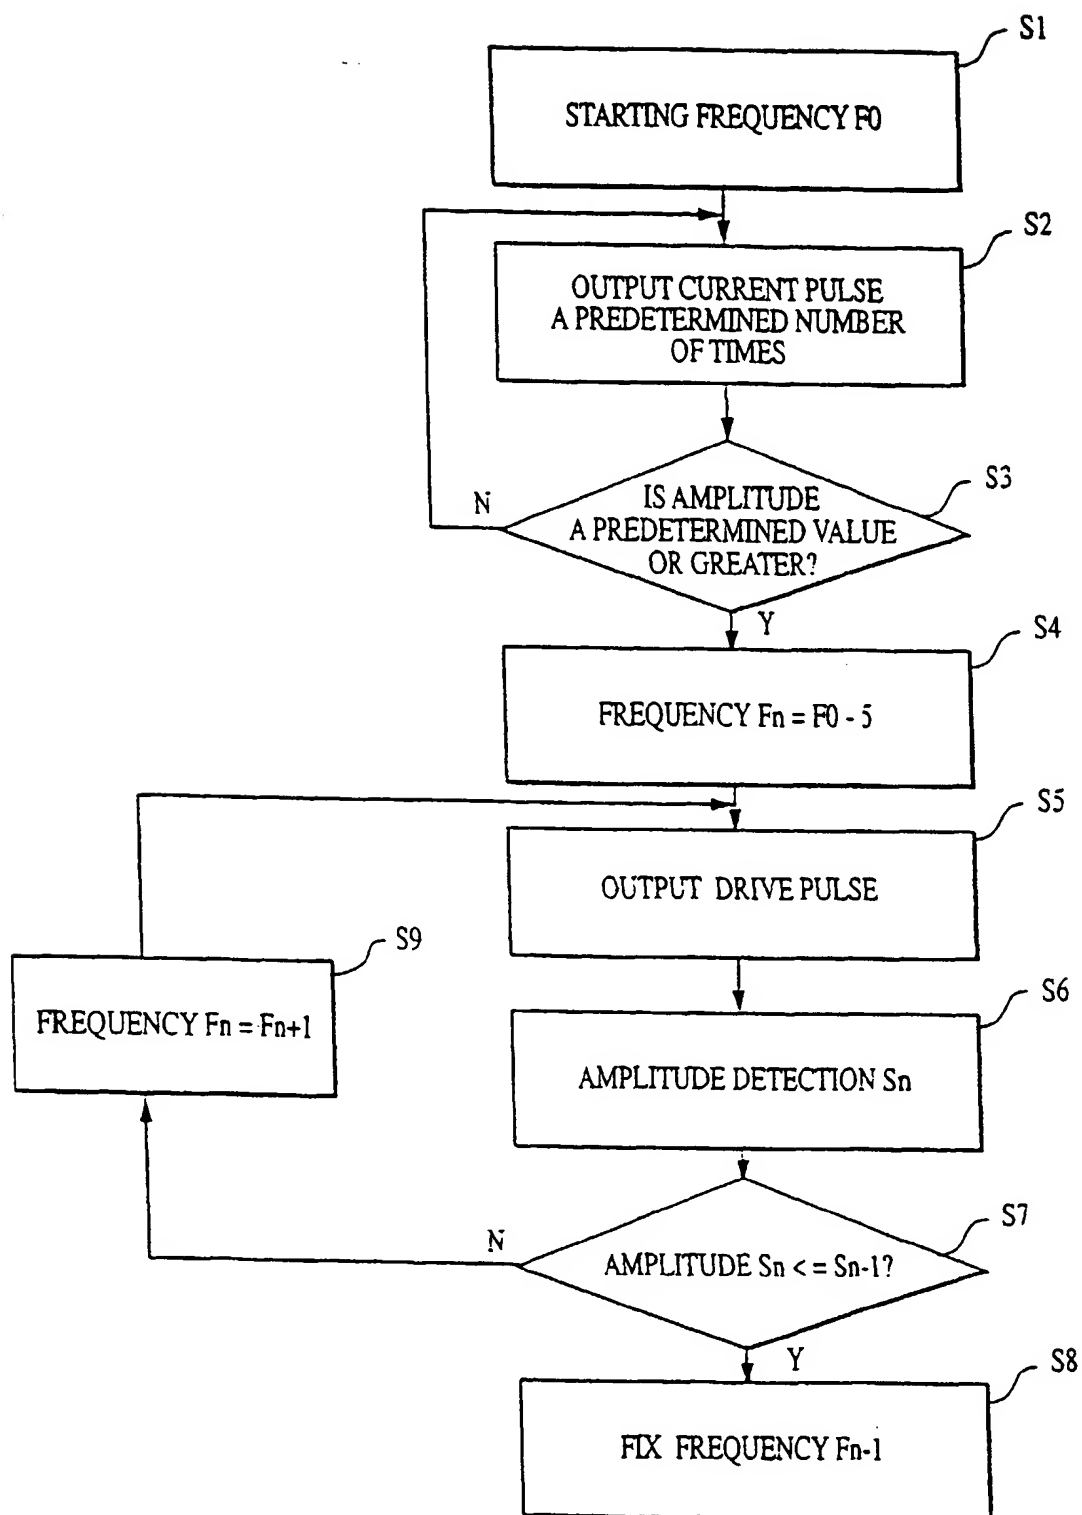 S1
STARTING FREQUENCY F0
S2
OUTPUT CURRENT PULSE
A PREDETERMINED NUMBER
OF TIMES
S3
N
IS AMPLITUDE
A PREDETERMINED VALUE
OR GREATER?
Y
S4
FREQUENCY Fn = F0 - 5
S5
OUTPUT DRIVE PULSE
S9
FREQUENCY Fn = Fn+1
S6
AMPLITUDE DETECTION Sn
S7
N
AMPLITUDE Sn < = Sn-1?
Y
S8
FIX FREQUENCY Fn-1